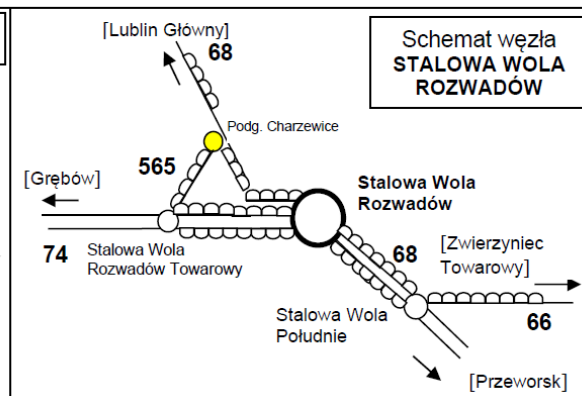 [Lublin Główny]
68
Schemat węzła
STALOWA WOLA
ROZWADÓW
Podg. Charzewice
565
[Grębów]
Stalowa Wola
Rozwadów
74
Stalowa Wola
Rozwadów Towarowy
68
[Zwierzyniec
Towarowy]
Stalowa Wola
Południe
66
[Przeworsk]